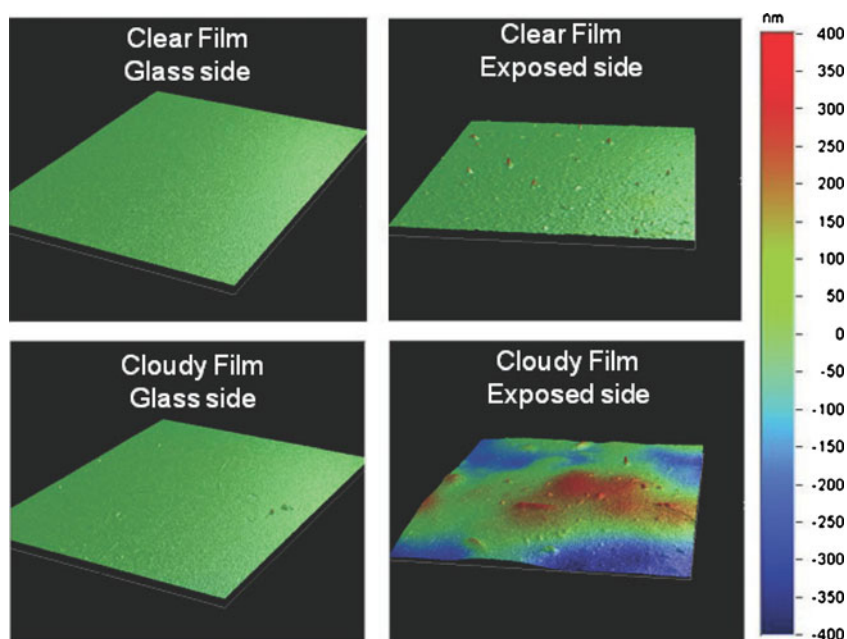 Clear Film
Glass side
Clear Film
Exposed side
Cloudy Film
Glass side
Cloudy Film
Exposed side
nm
400
350
300
250
200
150
100
50
0
-50
-100
-150
-200
-250
-300
-350
-400